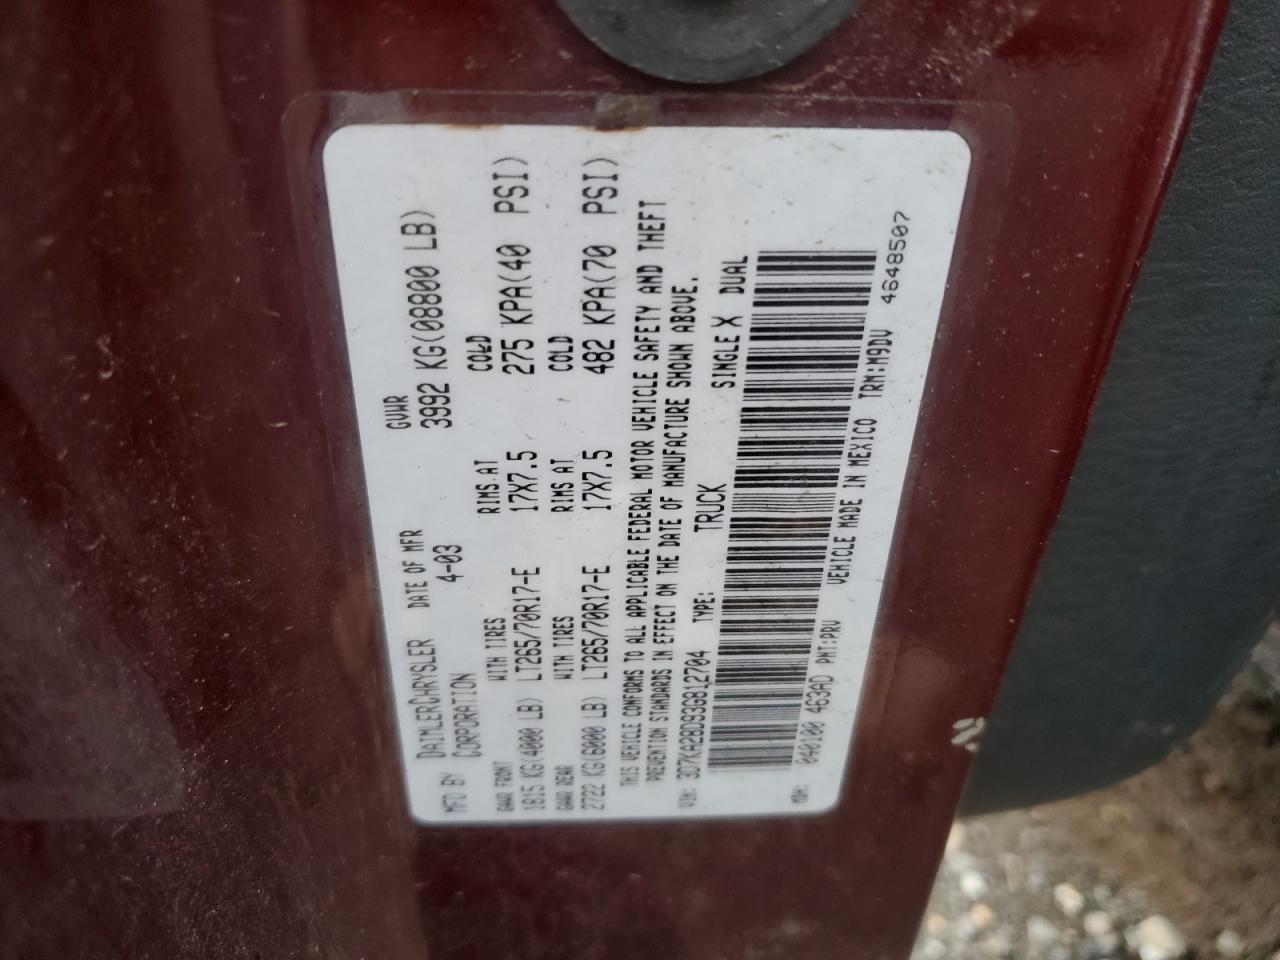 MFD BY DAIMLERCHRYSLER DATE OF MFR GVWR
CORPORATION 4-03 3992 KG(08800 LB)
GAWR FRONT WITH TIRES RIMS AT COLD
1815 KG(4000 LB) LT265/70R17-E 17X7.5 275 KPA(40 PSI)
GAWR REAR WITH TIRES RIMS AT COLD
2722 KG(6000 LB) LT265/70R17-E 17X7.5 482 KPA(70 PSI)
THIS VEHICLE CONFORMS TO ALL APPLICABLE FEDERAL MOTOR VEHICLE SAFETY AND THEFT
PREVENTION STANDARDS IN EFFECT ON THE DATE OF MANUFACTURE SHOWN ABOVE.
VIN: 3D7KA28D93G812704 TYPE: TRUCK SINGLE X DUAL
MDH: 040100 463AD PNT:PRV VEHICLE MADE IN MEXICO TRM:M9DV 4648507